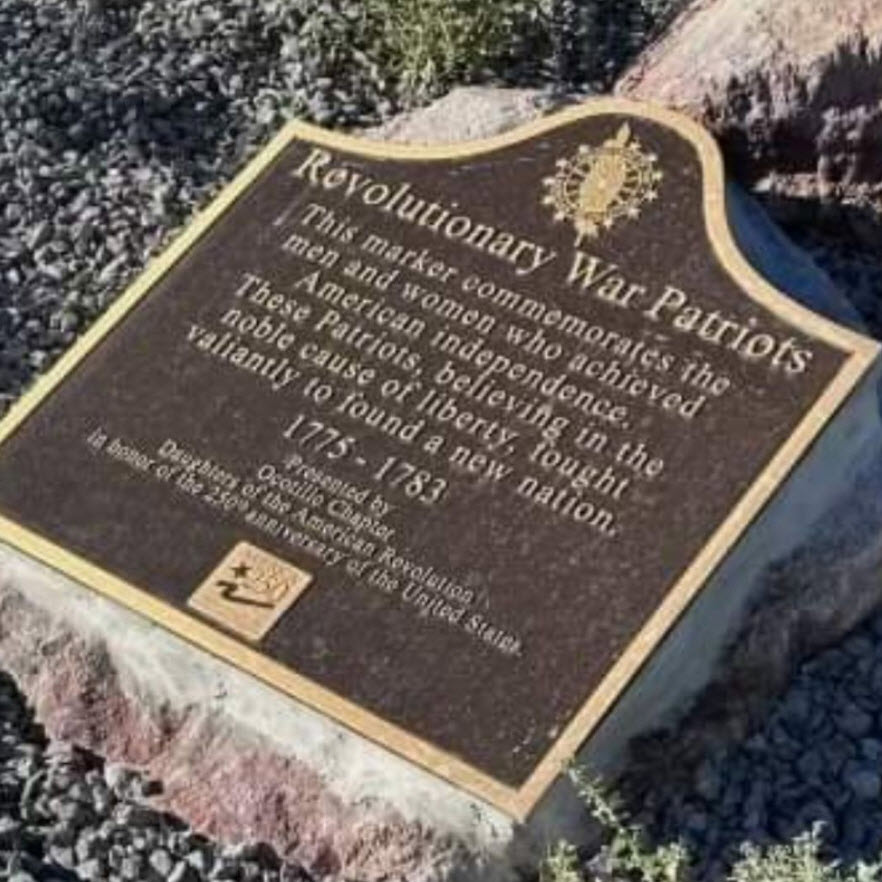 Revolutionary War Patriots
This marker commemorates the
men and women who achieved
American independence.
These Patriots, believing in the
noble cause of liberty, fought
valiantly to found a new nation.
1775 - 1783
Presented by
Ocotillo Chapter
Daughters of the American Revolution
in honor of the 250th anniversary of the United States.
250